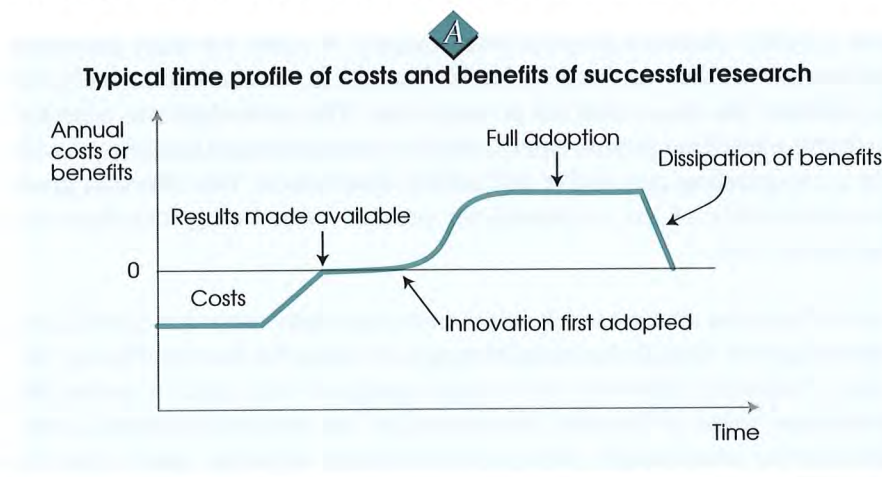 A
Typical time profile of costs and benefits of successful research
Annual
costs or
benefits
Full adoption
Dissipation of benefits
Results made available
0
Costs
Innovation first adopted
Time